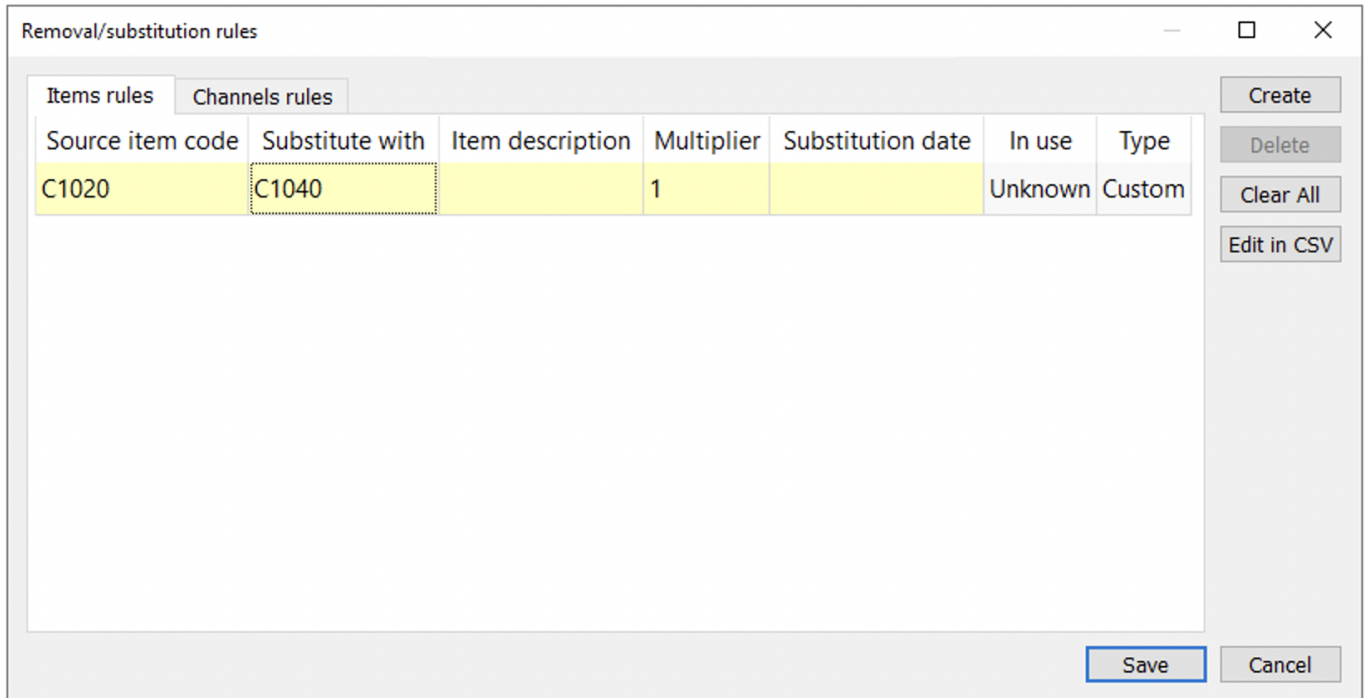 Removal/substitution rules
Items rules Channels rules Create
Source item code Substitute with Item description Multiplier Substitution date In use Type Delete
C1020 C1040 1 Unknown Custom Clear All
Edit in CSV
Save Cancel